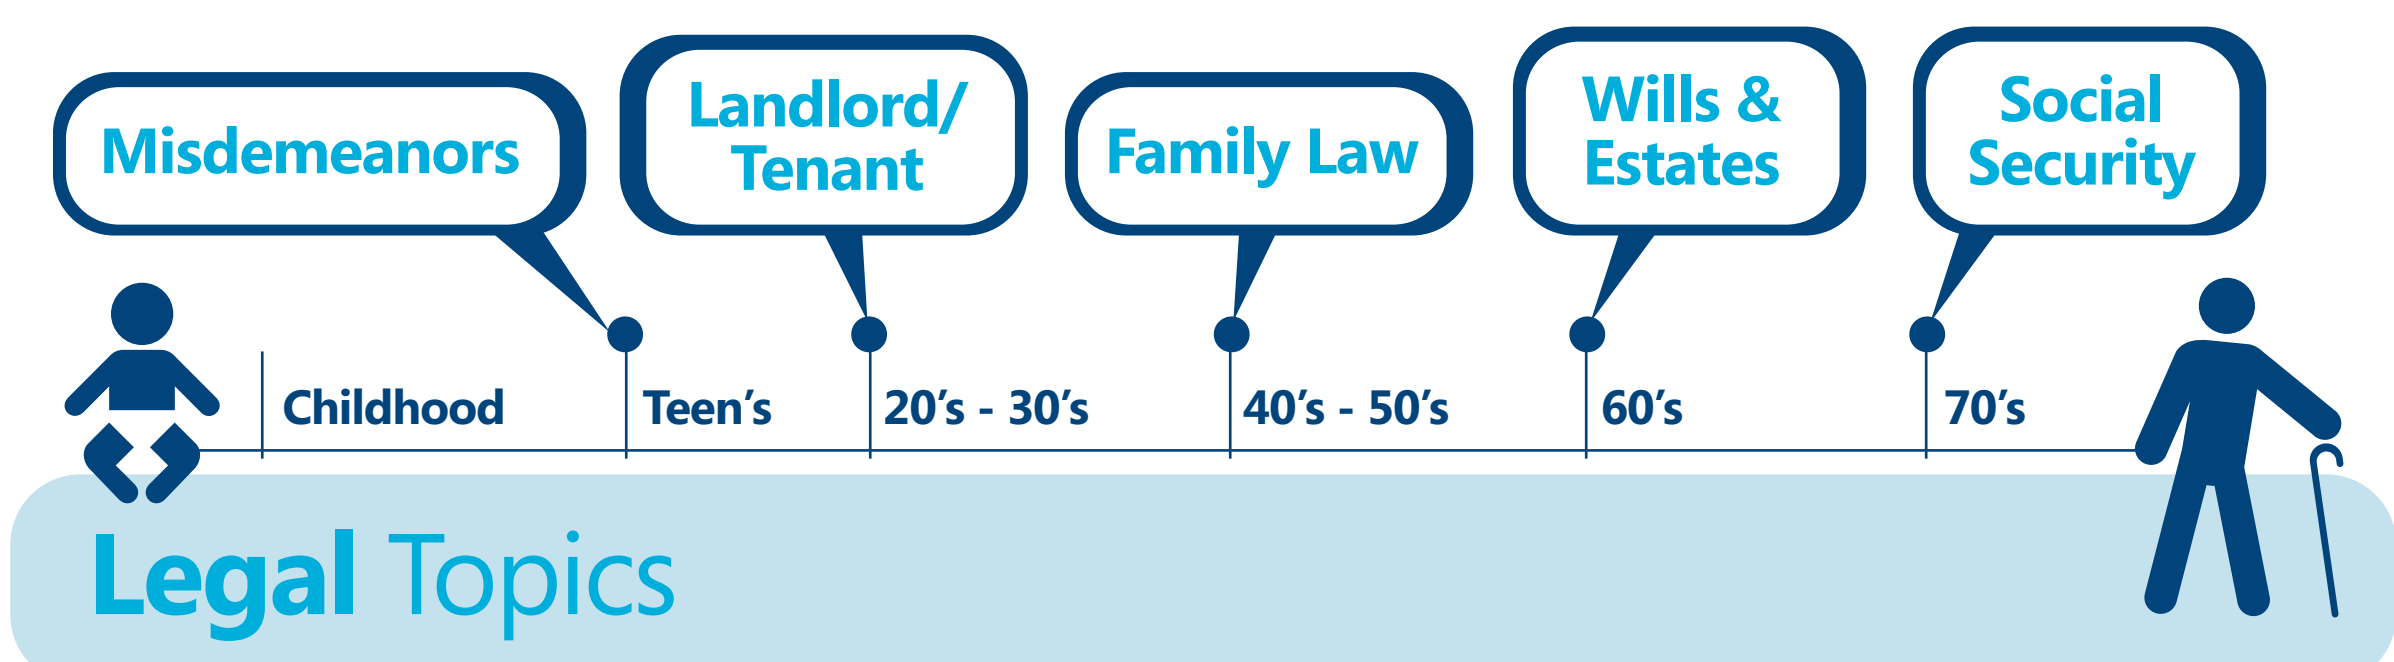 Misdemeanors
Landlord/
Tenant
Family Law
Wills &
Estates
Social
Security
Childhood
Teen’s
20’s - 30’s
40’s - 50’s
60’s
70’s
Legal Topics